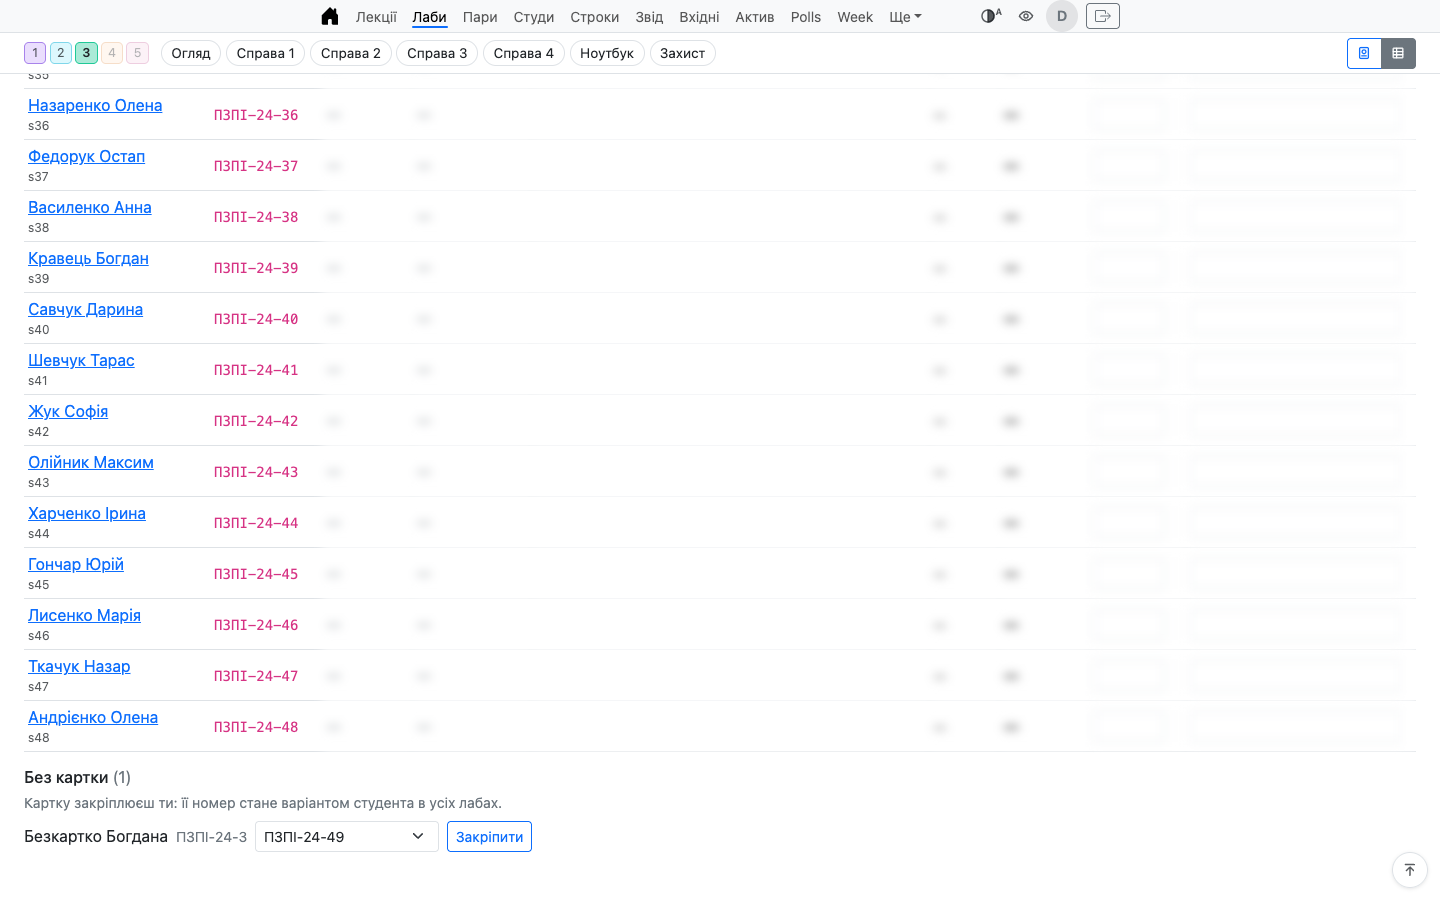 Лекції Лаби Пари Студи Строки Звід Вхідні Актив Polls Week Ще A D
1 2 3 4 5 Огляд Справа 1 Справа 2 Справа 3 Справа 4 Ноутбук Захист
s35
Назаренко Олена ПЗПІ-24-36
s36
Федорук Остап ПЗПІ-24-37
s37
Василенко Анна ПЗПІ-24-38
s38
Кравець Богдан ПЗПІ-24-39
s39
Савчук Дарина ПЗПІ-24-40
s40
Шевчук Тарас ПЗПІ-24-41
s41
Жук Софія ПЗПІ-24-42
s42
Олійник Максим ПЗПІ-24-43
s43
Харченко Ірина ПЗПІ-24-44
s44
Гончар Юрій ПЗПІ-24-45
s45
Лисенко Марія ПЗПІ-24-46
s46
Ткачук Назар ПЗПІ-24-47
s47
Андрієнко Олена ПЗПІ-24-48
s48
Без картки (1)
Картку закріплюєш ти: її номер стане варіантом студента в усіх лабах.
Безкартко Богдана ПЗПІ-24-3 ПЗПІ-24-49 Закріпити